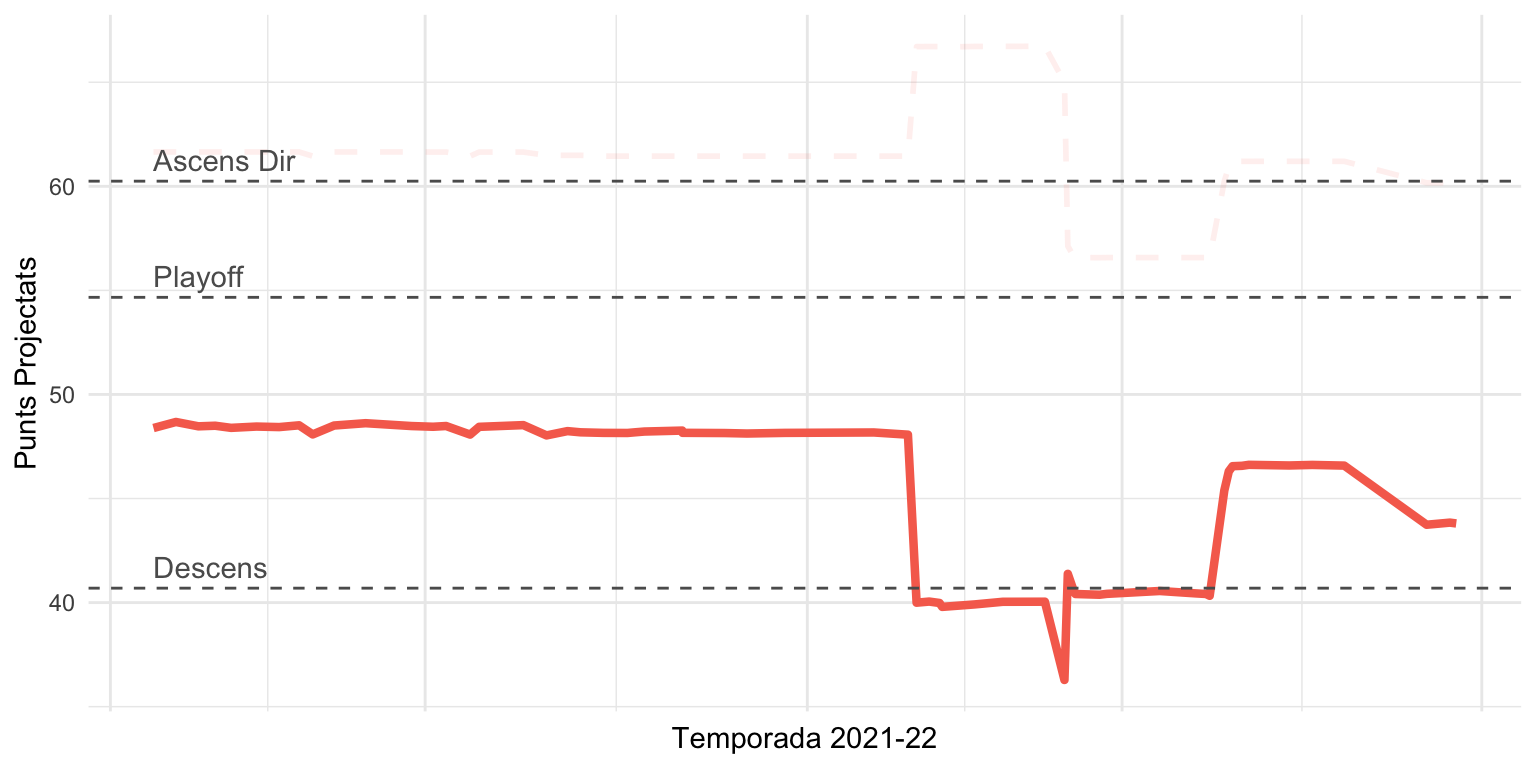 Ascens Dir
60
Playoff
50
Descens
40
Punts Projectats
Temporada 2021-22